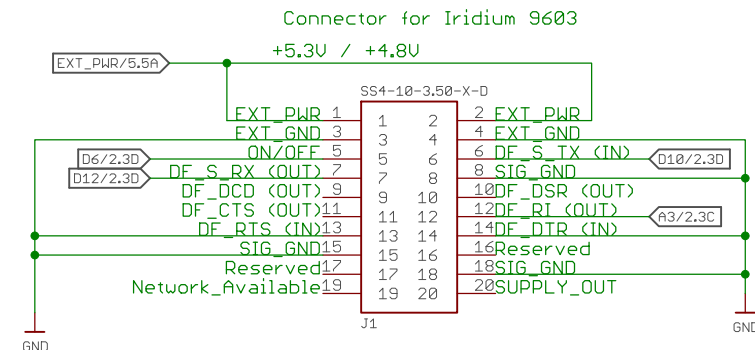 Connector for Iridium 9603
+5.3V / +4.8V
EXT_PWR/5.5A
SS4-10-3.50-X-D
EXT_PWR 1 1 2 2 EXT_PWR
EXT_GND 3 3 4 4 EXT_GND
D6/2.3D ON/OFF 5 5 6 6 DF_S_TX (IN) D10/2.3D
D12/2.3D DF_S_RX (OUT) 7 7 8 8 SIG_GND
DF_DCD (OUT) 9 9 10 10 DF_DSR (OUT)
DF_CTS (OUT) 11 11 12 12 DF_RI (OUT) A3/2.3C
DF_RTS (IN) 13 13 14 14 DF_DTR (IN)
SIG_GND 15 15 16 16 Reserved
Reserved 17 17 18 18 SIG_GND
Network_Available 19 19 20 20 SUPPLY_OUT
J1
GND GND